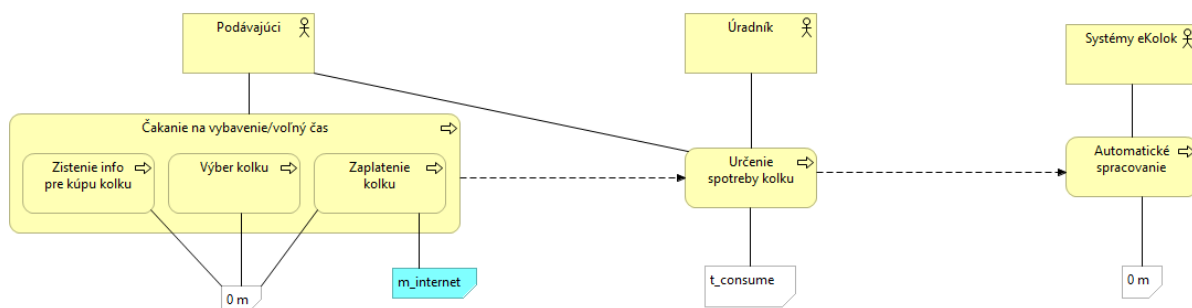 Podávajúci
Úradník
Systémy eKolok
Čakanie na vybavenie/voľný čas
Zistenie info
pre kúpu kolku
Výber kolku
Zaplatenie
kolku
Určenie
spotreby kolku
Automatické
spracovanie
0 m
m_internet
t_consume
0 m